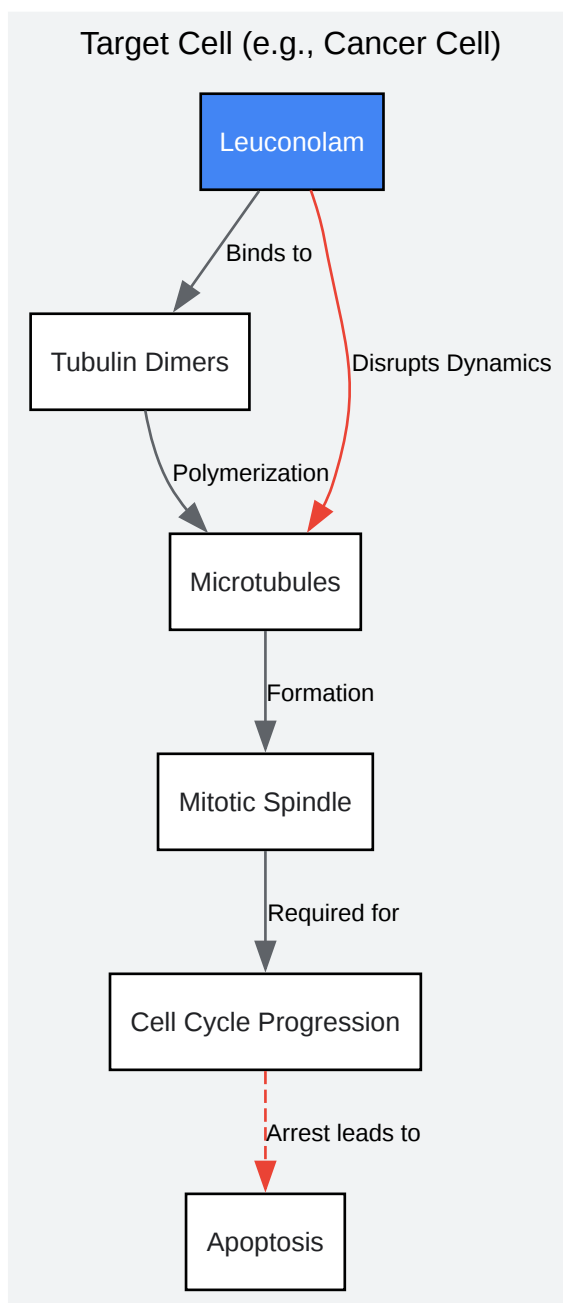 Target Cell (e.g., Cancer Cell)
Leuconolam
Binds to
Tubulin Dimers
Disrupts Dynamics
Polymerization
Microtubules
Formation
Mitotic Spindle
Required for
Cell Cycle Progression
Arrest leads to
Apoptosis